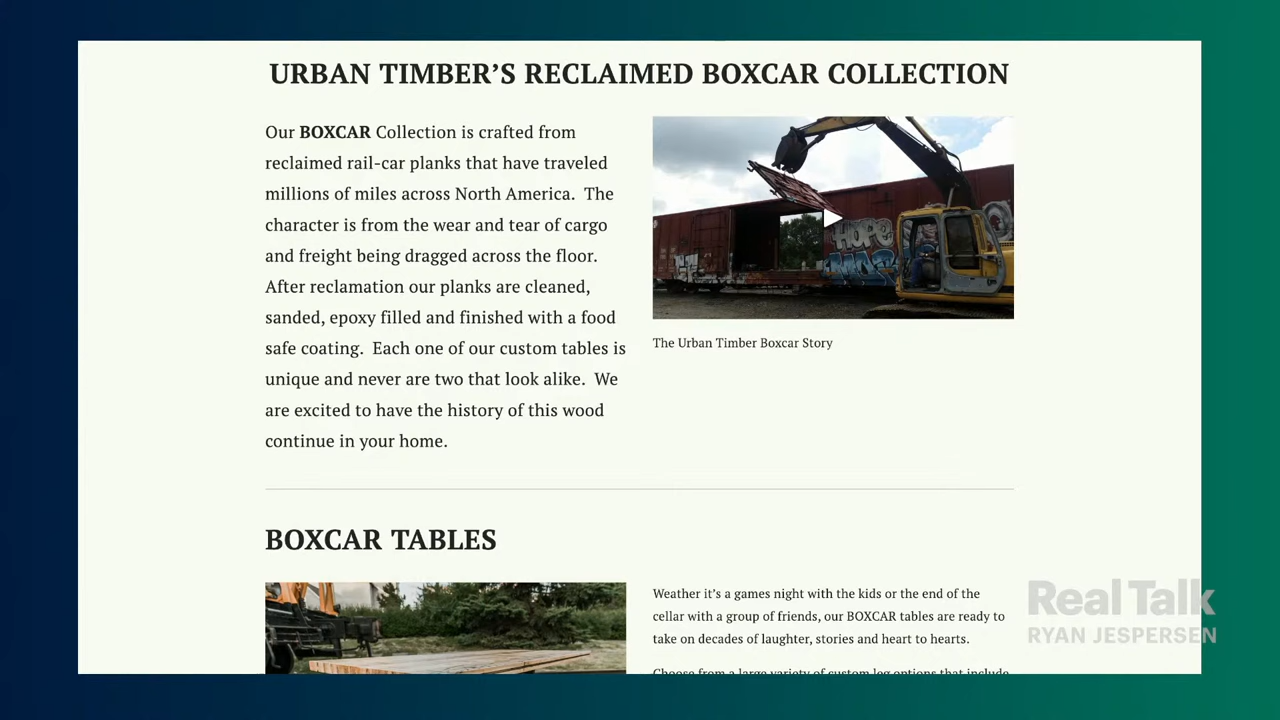 URBAN TIMBER’S RECLAIMED BOXCAR COLLECTION
Our BOXCAR Collection is crafted from
reclaimed rail-car planks that have traveled
millions of miles across North America.  The
character is from the wear and tear of cargo
and freight being dragged across the floor.
After reclamation our planks are cleaned,
sanded, epoxy filled and finished with a food
safe coating.  Each one of our custom tables is
unique and never are two that look alike.  We
are excited to have the history of this wood
continue in your home.
HOPE
The Urban Timber Boxcar Story
BOXCAR TABLES
Weather it’s a games night with the kids or the end of the
cellar with a group of friends, our BOXCAR tables are ready to
take on decades of laughter, stories and heart to hearts.
Choose from a large variety of custom leg options that include
Real Talk
RYAN JESPERSEN